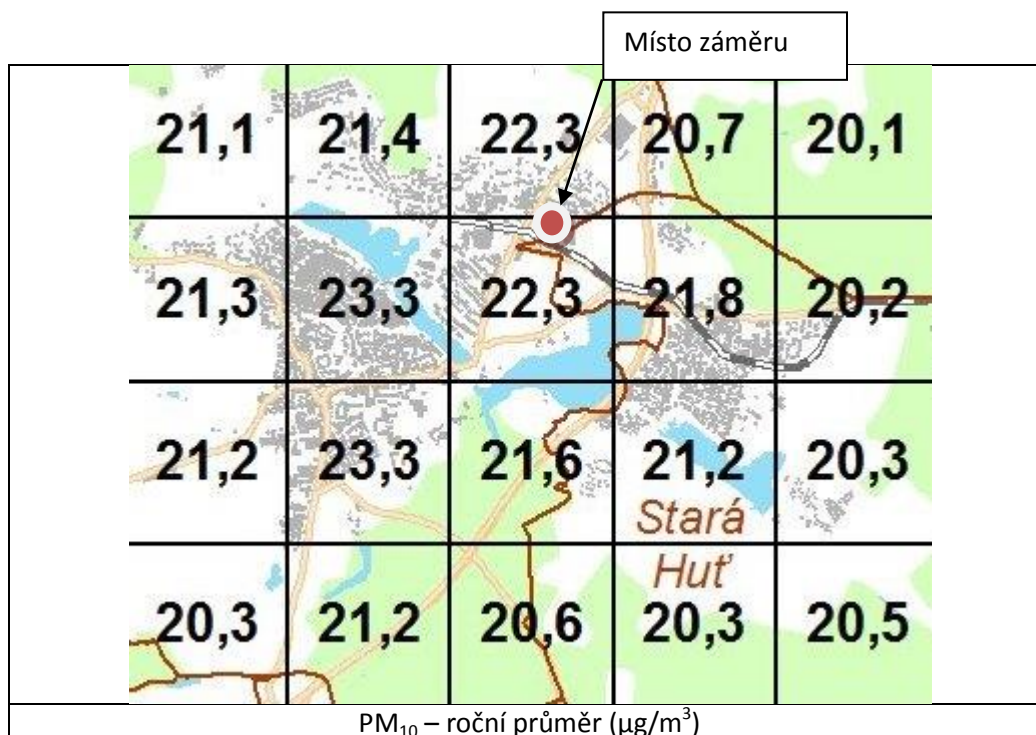 Místo záměru
21,1 21,4 22,3 20,7 20,1
21,3 23,3 22,3 21,8 20,2
21,2 23,3 21,6 21,2 20,3
Stará
Huť
20,3 21,2 20,6 20,3 20,5
PM₁₀ – roční průměr (µg/m³)